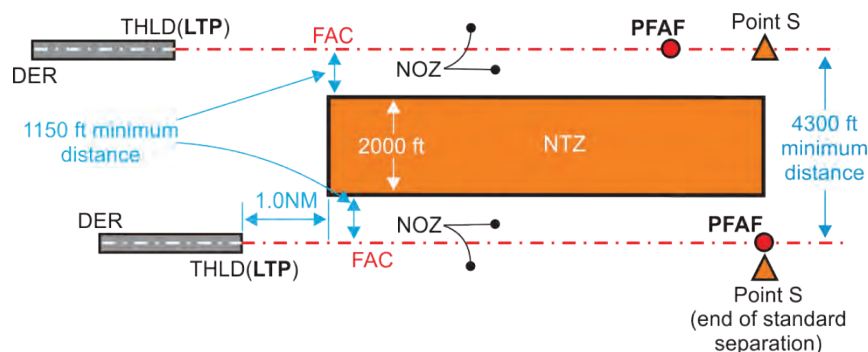 THLD(LTP)
FAC
PFAF
Point S
DER
NOZ
1150 ft minimum
distance
2000 ft
NTZ
4300 ft
minimum
distance
1.0NM
DER
NOZ
PFAF
THLD(LTP)
FAC
Point S
(end of standard
separation)